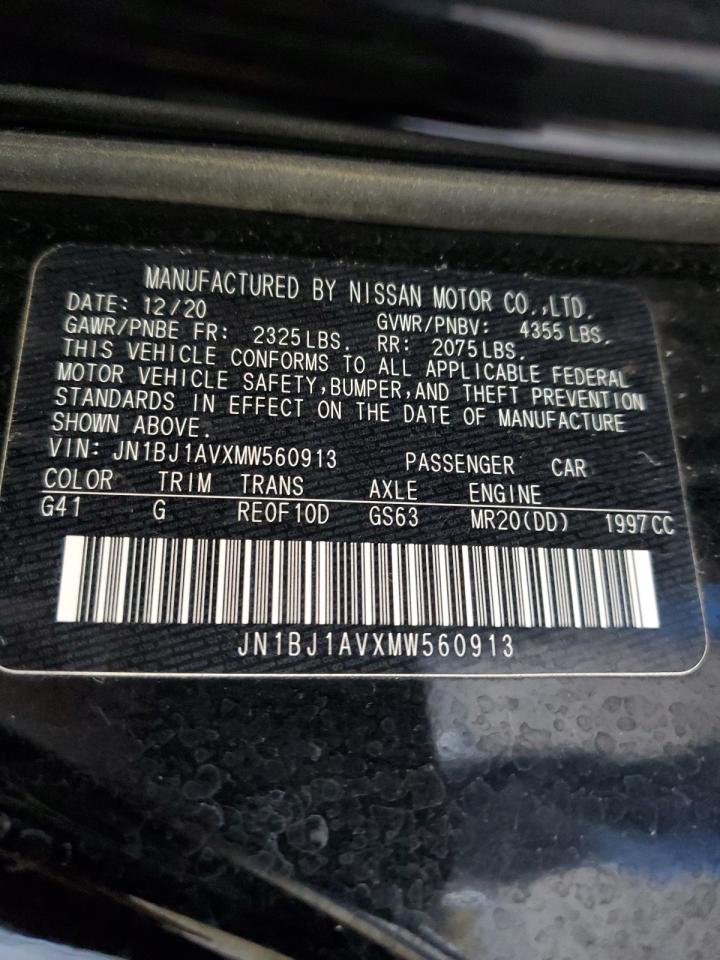 MANUFACTURED BY NISSAN MOTOR CO.,LTD.
DATE: 12/20 GVWR/PNBV: 4355 LBS.
GAWR/PNBE FR: 2325 LBS. RR: 2075 LBS.
THIS VEHICLE CONFORMS TO ALL APPLICABLE FEDERAL
MOTOR VEHICLE SAFETY,BUMPER,AND THEFT PREVENTION
STANDARDS IN EFFECT ON THE DATE OF MANUFACTURE
SHOWN ABOVE.
VIN: JN1BJ1AVXMW560913 PASSENGER CAR
COLOR TRIM TRANS AXLE ENGINE
G41 G RE0F10D GS63 MR20(DD) 1997CC
JN1BJ1AVXMW560913